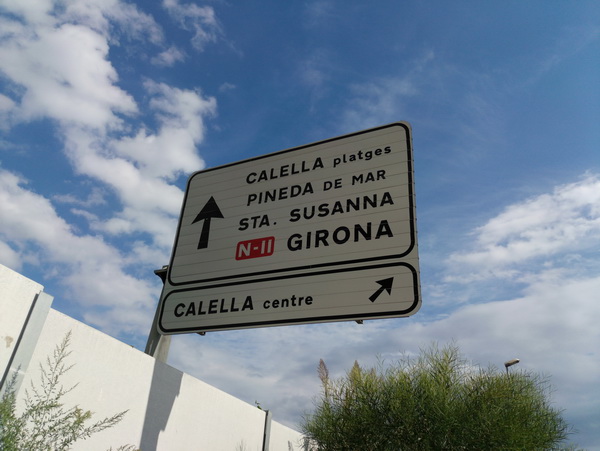 CALELLA platges
PINEDA DE MAR
STA. SUSANNA
N-II GIRONA
CALELLA centre